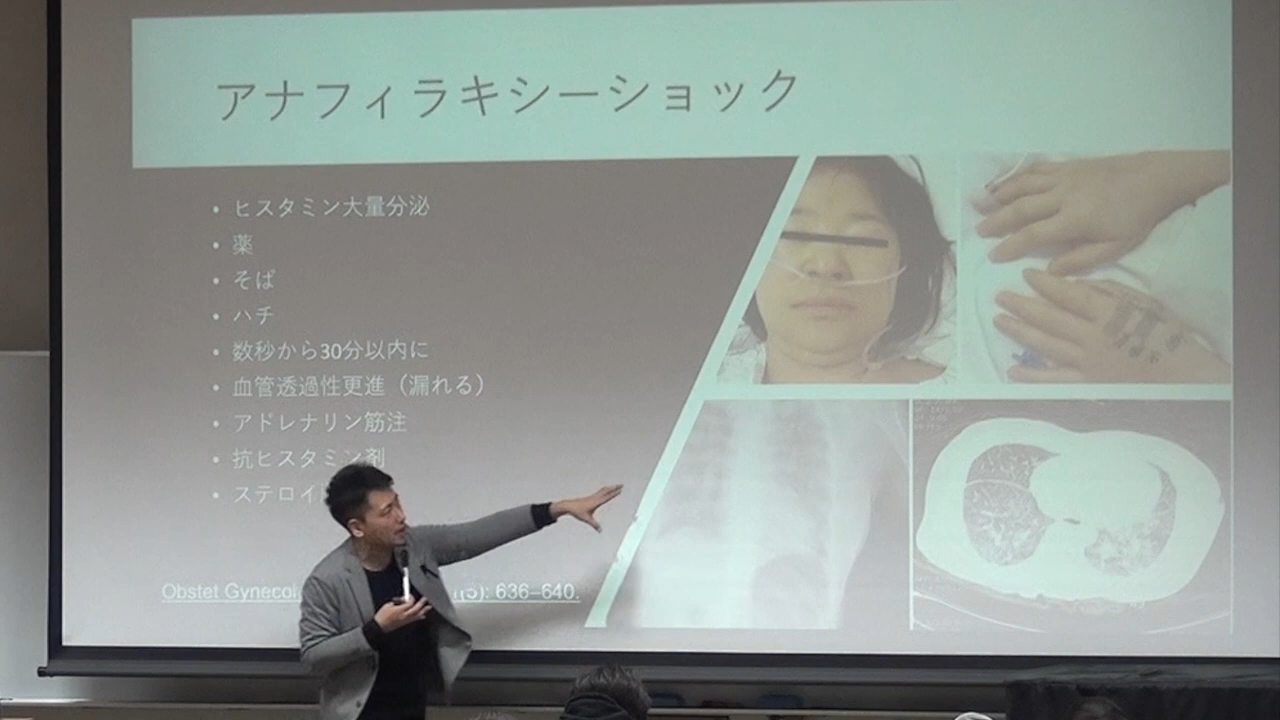 アナフィラキシーショック
• ヒスタミン大量分泌
• 薬
• そば
• ハチ
• 数秒から30分以内に
• 血管透過性更進（漏れる）
• アドレナリン筋注
• 抗ヒスタミン剤
• ステロイ
Obstet Gynecol 636–640.